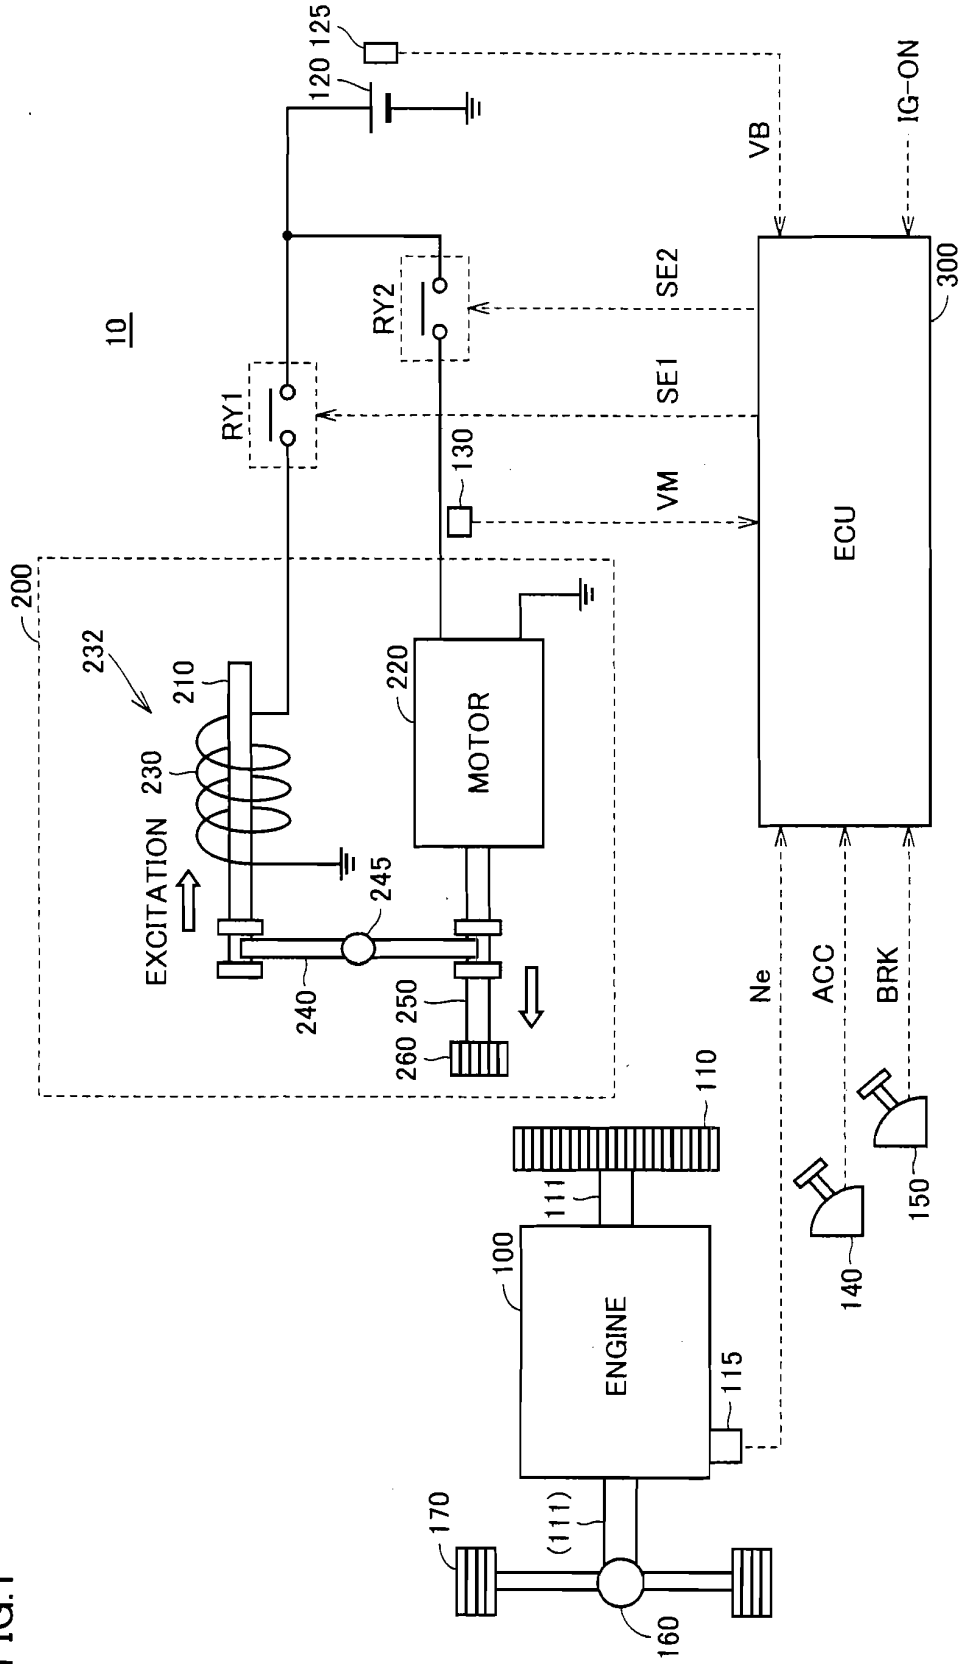 FIG.1
10
200
232
EXCITATION
230
210
RY1
120
125
240
245
220
MOTOR
RY2
130
260
250
VM
SE1
SE2
VB
IG-ON
170
(111)
160
100
ENGINE
111
110
115
Ne
ACC
BRK
140
150
ECU
300